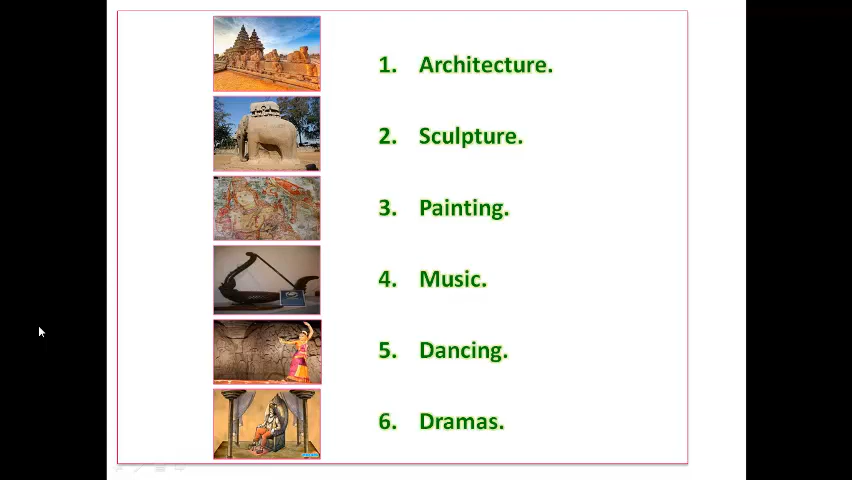 1. Architecture.
2. Sculpture.
3. Painting.
4. Music.
5. Dancing.
6. Dramas.